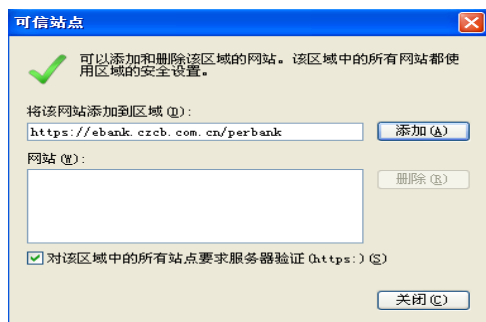 可信站点
可以添加和删除该区域的网站。该区域中的所有网站都使
用区域的安全设置。
将该网站添加到区域(D):
https://ebank.czcb.com.cn/perbank
添加(A)
网站(W):
删除(R)
对该区域中的所有站点要求服务器验证(https:)(S)
关闭(C)